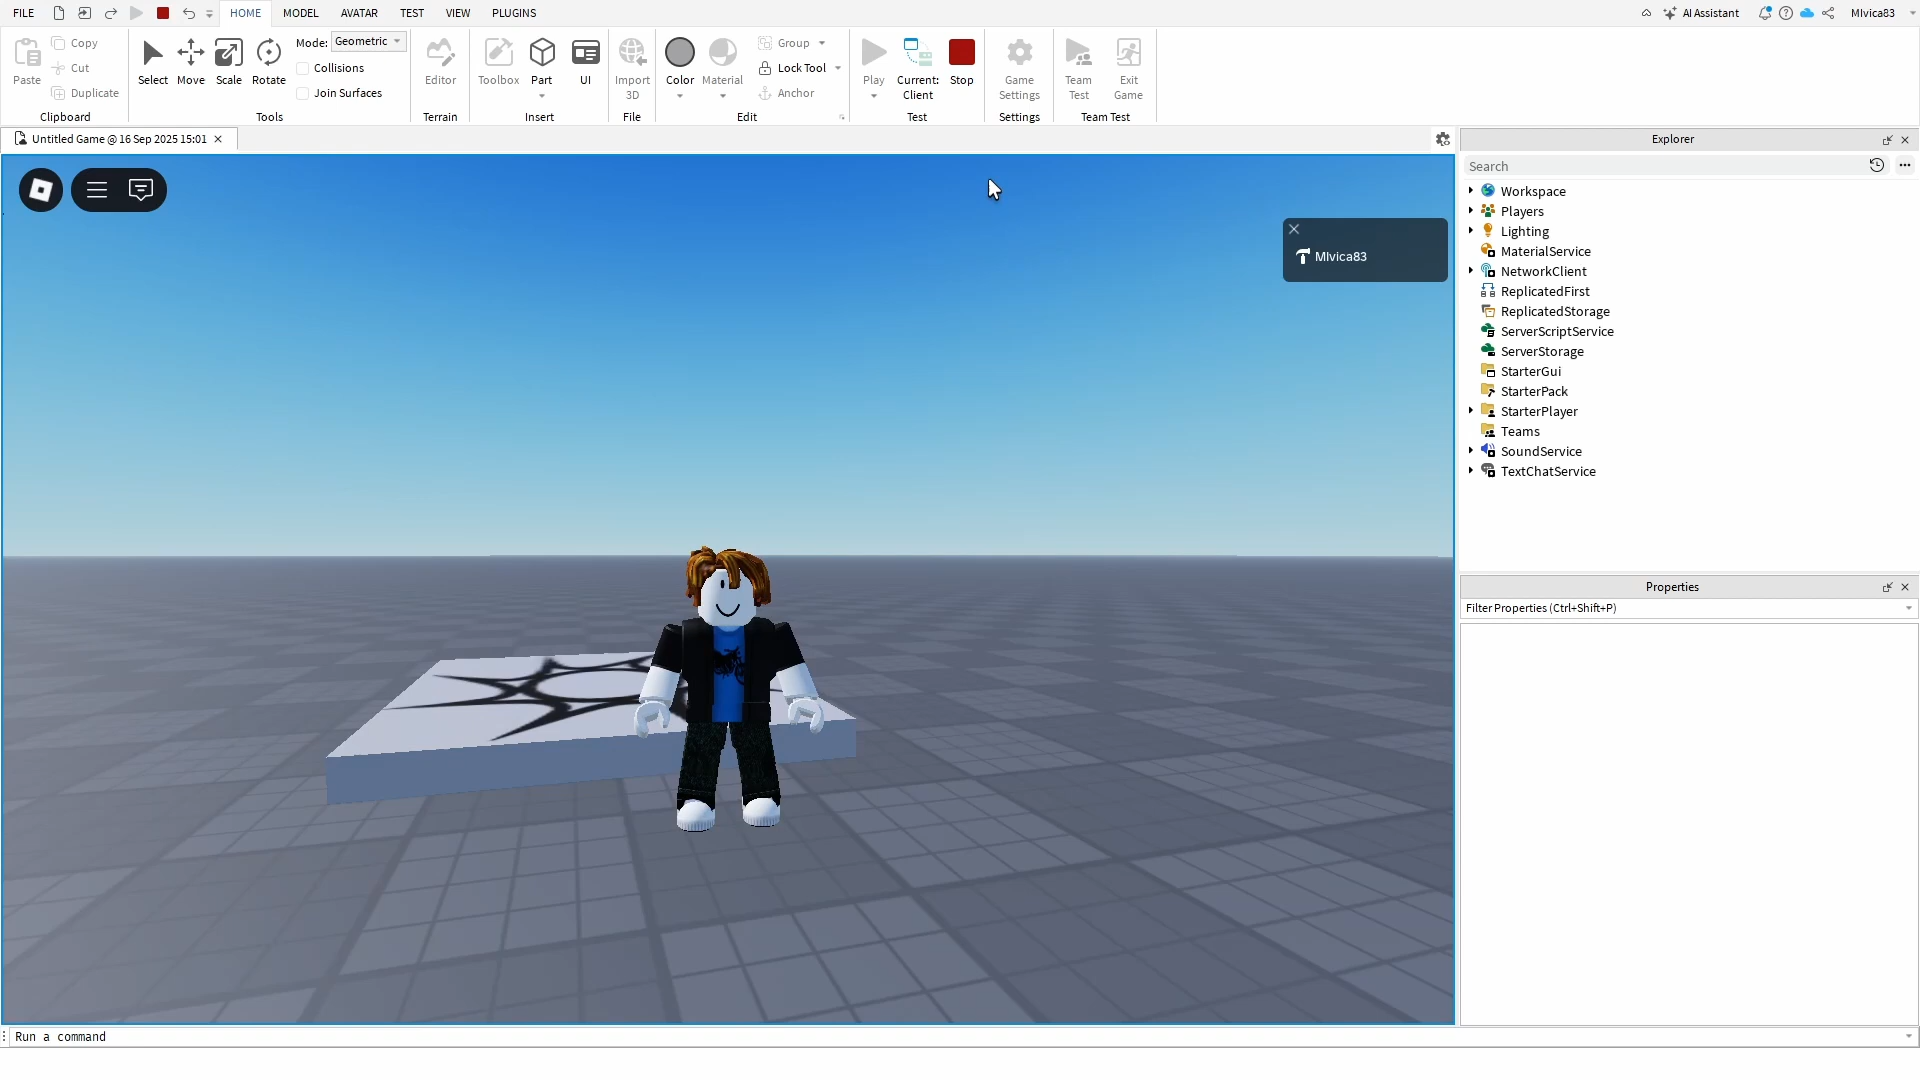 FILE HOME MODEL AVATAR TEST VIEW PLUGINS AI Assistant MIvica83
Paste Copy Cut Duplicate
Clipboard
Select Move Scale Rotate
Mode: Geometric
Collisions
Join Surfaces
Tools
Editor
Terrain
Toolbox Part UI
Insert
Import
3D
File
Color Material
Group
Lock Tool
Anchor
Edit
Play
Current:
Client
Stop
Test
Game
Settings
Settings
Team
Test
Exit
Game
Team Test
Untitled Game @ 16 Sep 2025 15:01
MIvica83
Explorer
Search
Workspace
Players
Lighting
MaterialService
NetworkClient
ReplicatedFirst
ReplicatedStorage
ServerScriptService
ServerStorage
StarterGui
StarterPack
StarterPlayer
Teams
SoundService
TextChatService
Properties
Filter Properties (Ctrl+Shift+P)
Run a command